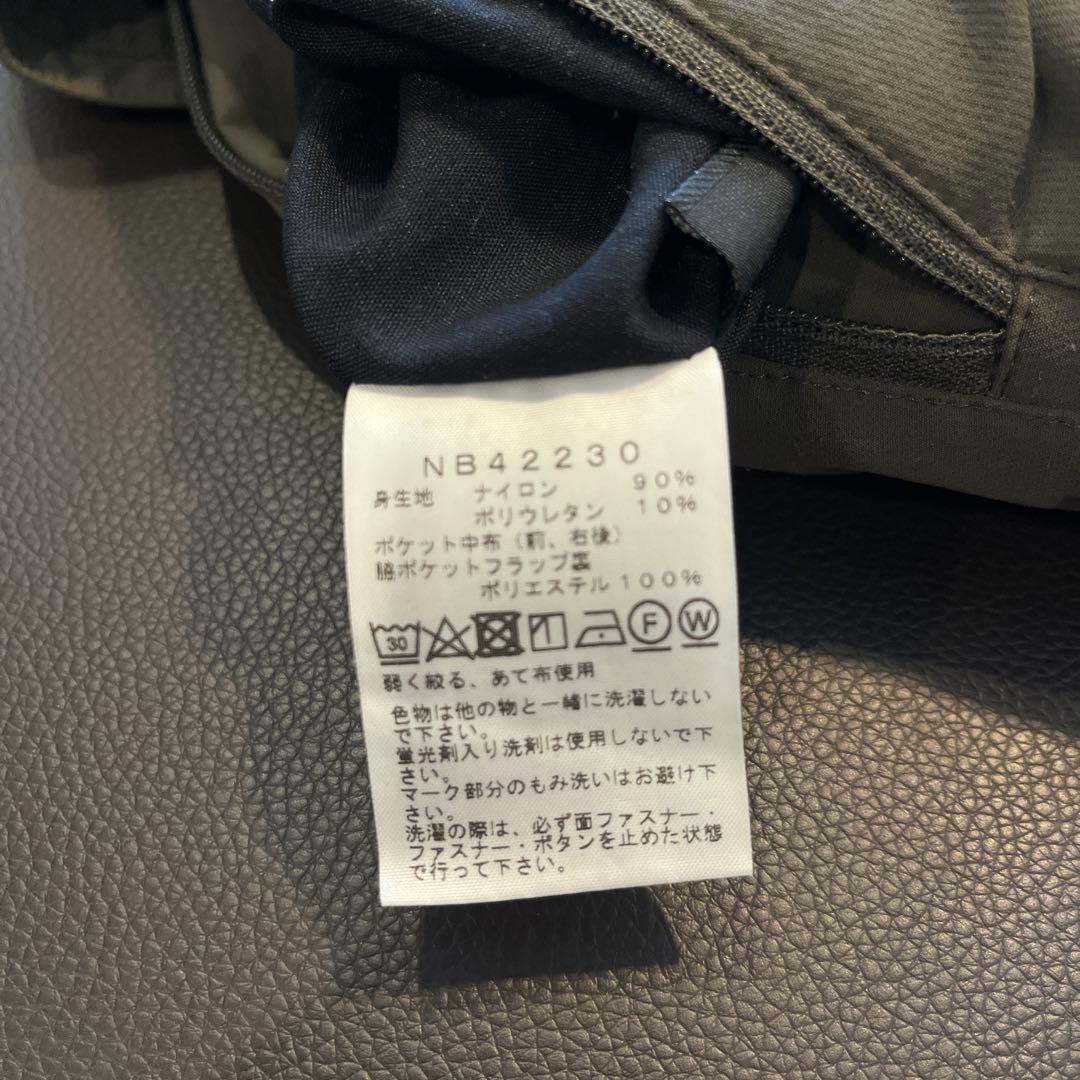 NB42230
身生地 ナイロン 90%
ポリウレタン 10%
ポケット中布(前、右後)
脇ポケットフラップ裏
ポリエステル100%
30 F W
弱く絞る、あて布使用
色物は他の物と一緒に洗濯しない
で下さい。
蛍光剤入り洗剤は使用しないで下
さい。
マーク部分のもみ洗いはお避け下
さい。
洗濯の際は、必ず面ファスナー・
ファスナー・ボタンを止めた状態
で行って下さい。